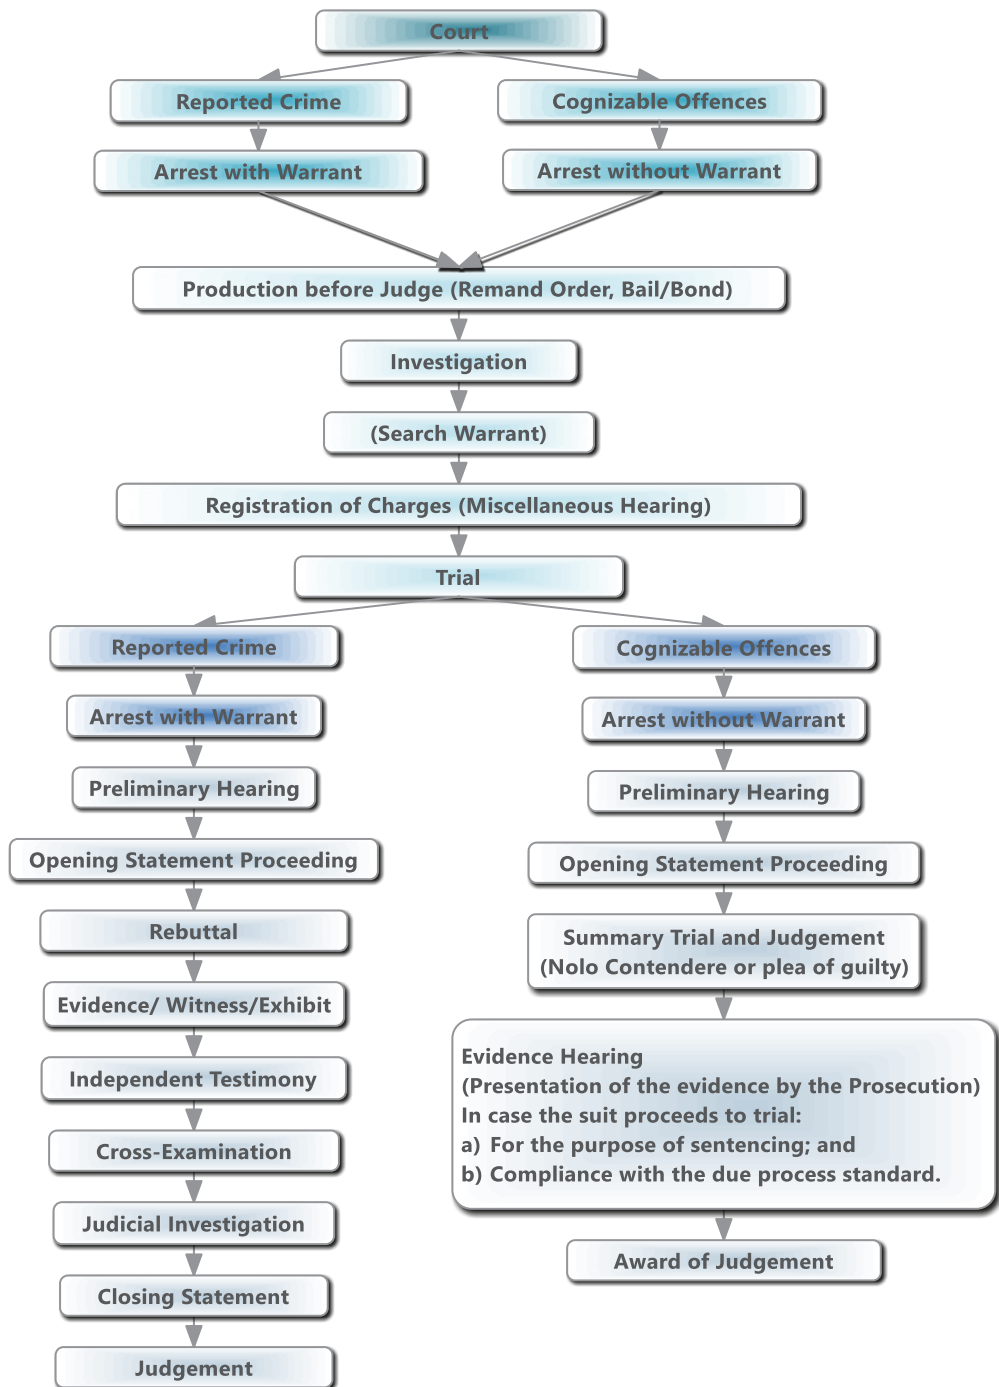 Court
Reported Crime
Cognizable Offences
Arrest with Warrant
Arrest without Warrant
Production before Judge (Remand Order, Bail/Bond)
Investigation
(Search Warrant)
Registration of Charges (Miscellaneous Hearing)
Trial
Reported Crime
Arrest with Warrant
Preliminary Hearing
Opening Statement Proceeding
Rebuttal
Evidence/ Witness/Exhibit
Independent Testimony
Cross-Examination
Judicial Investigation
Closing Statement
Judgement
Cognizable Offences
Arrest without Warrant
Preliminary Hearing
Opening Statement Proceeding
Summary Trial and Judgement
(Nolo Contendere or plea of guilty)
Evidence Hearing
(Presentation of the evidence by the Prosecution)
In case the suit proceeds to trial:
a) For the purpose of sentencing; and
b) Compliance with the due process standard.
Award of Judgement